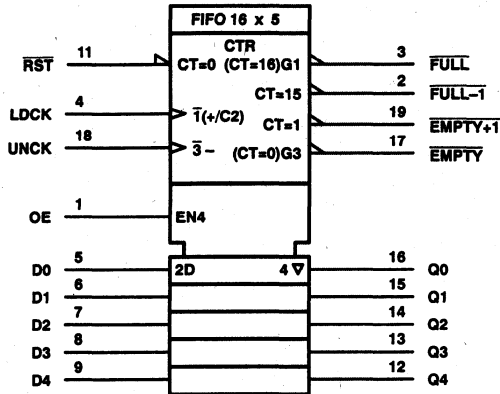 FIFO 16 x 5
CTR
RST 11 CT=0 (CT=16)G1 3 FULL
CT=15 2 FULL–1
LDCK 4 1(+/C2) CT=1 19 EMPTY+1
UNCK 18 3– (CT=0)G3 17 EMPTY
OE 1 EN4
D0 5 2D 4 ▽ 16 Q0
D1 6 15 Q1
D2 7 14 Q2
D3 8 13 Q3
D4 9 12 Q4